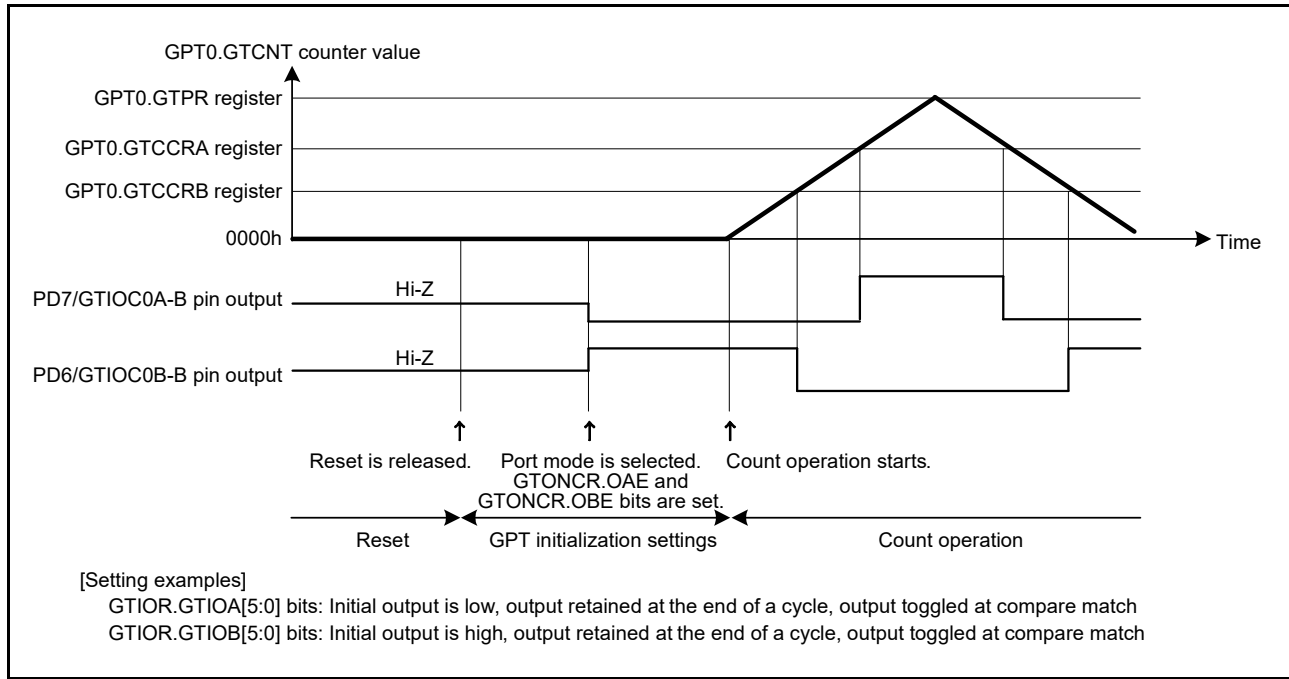 GPT0.GTCNT counter value
GPT0.GTPR register
GPT0.GTCCRA register
GPT0.GTCCRB register
0000h
Time
Hi-Z
PD7/GTIOC0A-B pin output
Hi-Z
PD6/GTIOC0B-B pin output
Reset is released.
Port mode is selected.
GTONCR.OAE and
GTONCR.OBE bits are set.
Count operation starts.
Reset
GPT initialization settings
Count operation
[Setting examples]
GTIOR.GTIOA[5:0] bits: Initial output is low, output retained at the end of a cycle, output toggled at compare match
GTIOR.GTIOB[5:0] bits: Initial output is high, output retained at the end of a cycle, output toggled at compare match